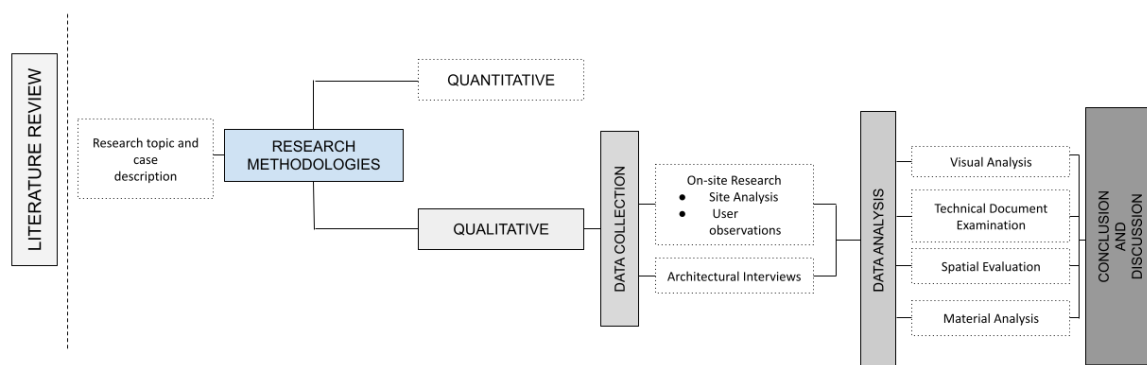 LITERATURE REVIEW
Research topic and
case
description
RESEARCH
METHODOLOGIES
QUANTITATIVE
QUALITATIVE
DATA COLLECTION
On-site Research
● Site Analysis
● User
observations
Architectural Interviews
DATA ANALYSIS
Visual Analysis
Technical Document
Examination
Spatial Evaluation
Material Analysis
CONCLUSION
AND
DISCUSSION